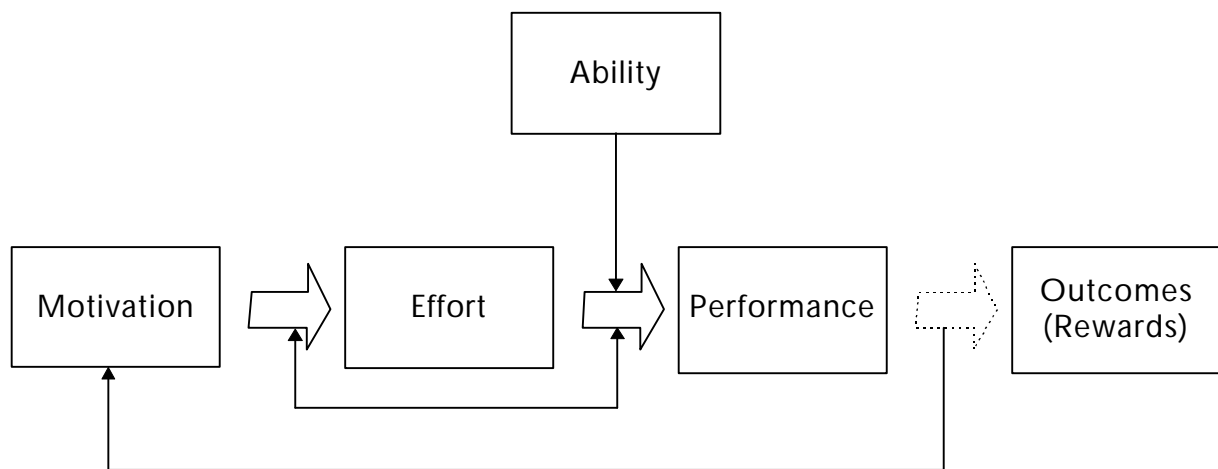 Ability
Motivation
Effort
Performance
Outcomes
(Rewards)